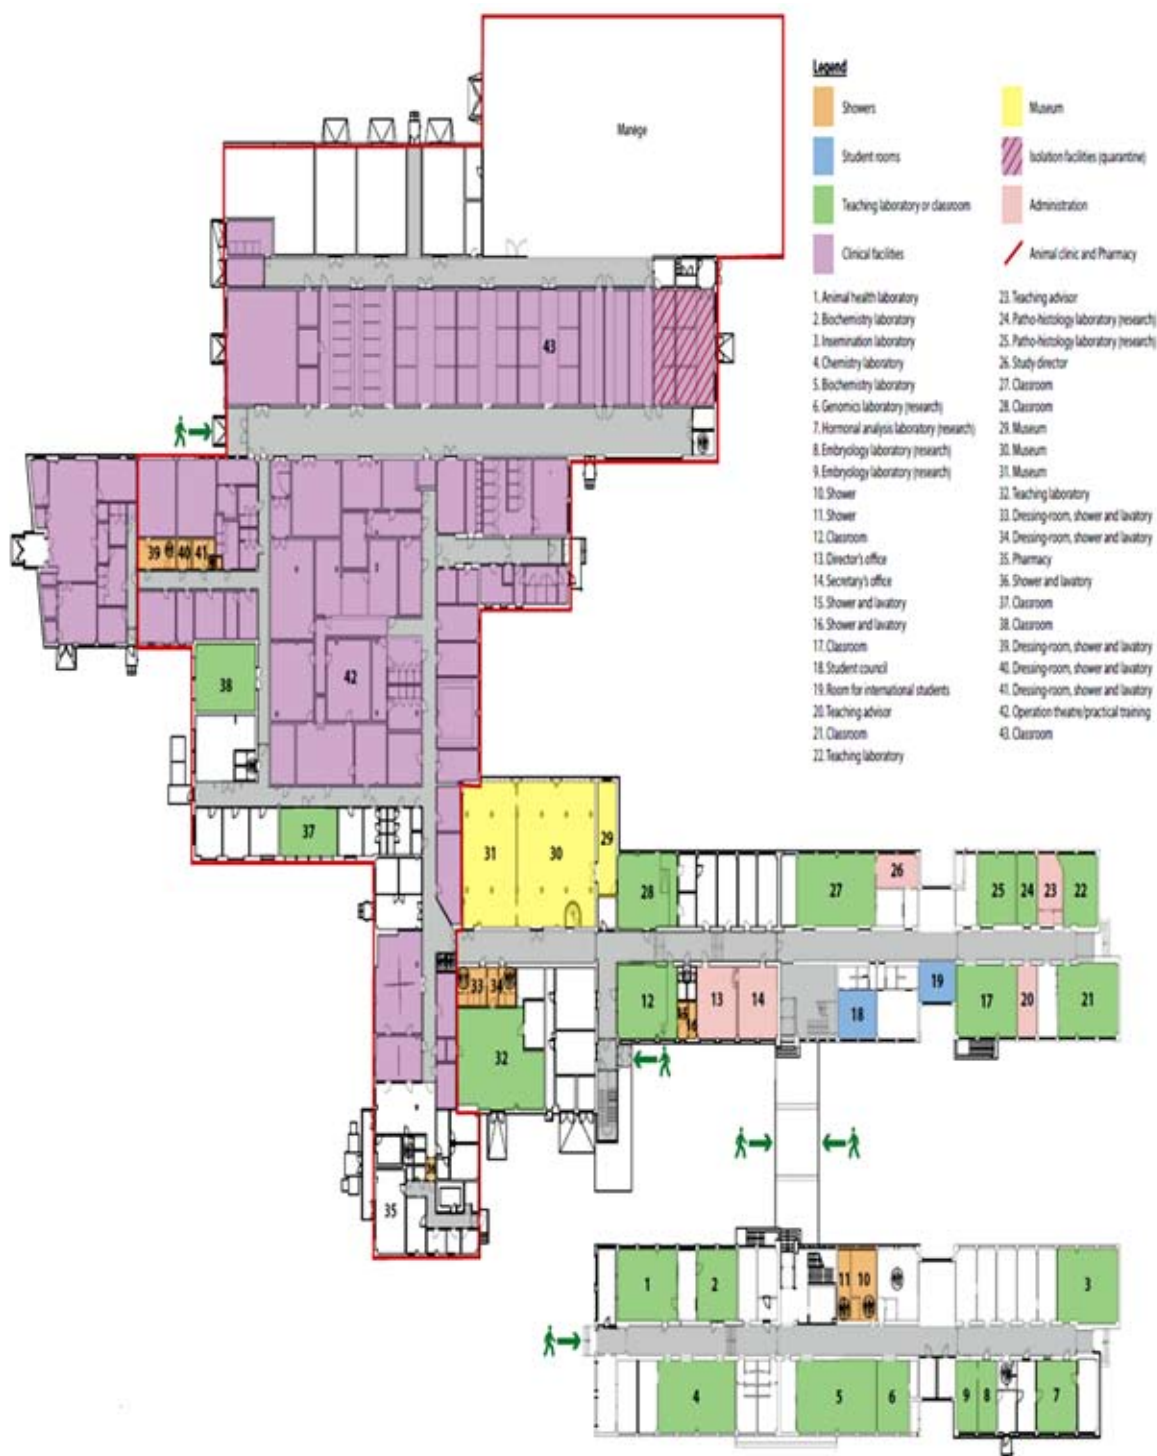 Manège
Legend
Showers
Museum
Student rooms
Isolation facilities (quarantine)
Teaching laboratory or classroom
Administration
Clinical facilities
Animal clinic and Pharmacy
1. Animal health laboratory
2. Biochemistry laboratory
3. Insemination laboratory
4. Chemistry laboratory
5. Biochemistry laboratory
6. Genomics laboratory (research)
7. Hormonal analysis laboratory (research)
8. Embryology laboratory (research)
9. Embryology laboratory (research)
10. Shower
11. Shower
12. Classroom
13. Director's office
14. Secretary's office
15. Shower and lavatory
16. Shower and lavatory
17. Classroom
18. Student council
19. Room for international students
20. Teaching advisor
21. Classroom
22. Teaching laboratory
23. Teaching advisor
24. Patho-histology laboratory (research)
25. Patho-histology laboratory (research)
26. Study director
27. Classroom
28. Classroom
29. Museum
30. Museum
31. Museum
32. Teaching laboratory
33. Dressing-room, shower and lavatory
34. Dressing-room, shower and lavatory
35. Pharmacy
36. Shower and lavatory
37. Classroom
38. Classroom
39. Dressing-room, shower and lavatory
40. Dressing-room, shower and lavatory
41. Dressing-room, shower and lavatory
42. Operation theatre/practical training
43. Classroom
43
39 40 41
38
42
37
31 30 29
28 27 26 25 24 23 22
33 34
12 13 14 18 19 17 20 21
16
32
35
1 2 11 10 3
4 5 6 9 8 7